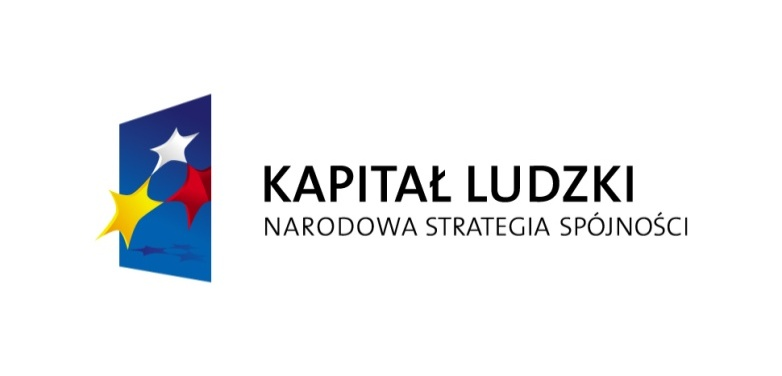 KAPITAŁ LUDZKI
NARODOWA STRATEGIA SPÓJNOŚCI